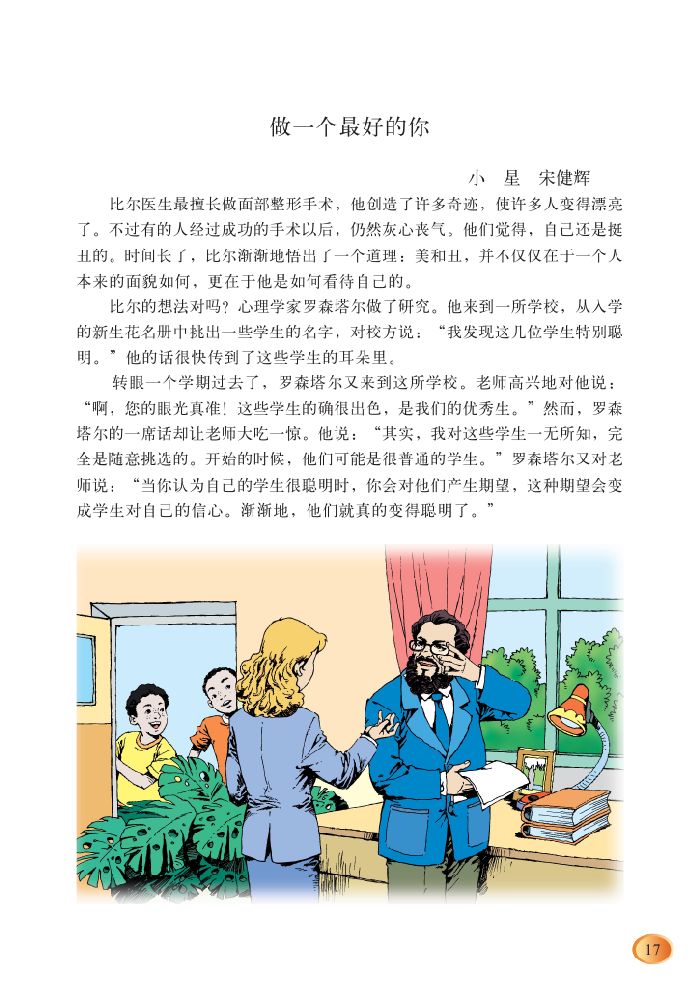 做一个最好的你
小 星 宋健辉
比尔医生最擅长做面部整形手术，他创造了许多奇迹，使许多人变得漂亮
了。不过有的人经过成功的手术以后，仍然灰心丧气。他们觉得，自己还是挺
丑的。时间长了，比尔渐渐地悟出了一个道理：美和丑，并不仅仅在于一个人
本来的面貌如何，更在于他是如何看待自己的。
比尔的想法对吗？心理学家罗森塔尔做了研究。他来到一所学校，从入学
的新生花名册中挑出一些学生的名字，对校方说：“我发现这几位学生特别聪
明。”他的话很快传到了这些学生的耳朵里。
转眼一个学期过去了，罗森塔尔又来到这所学校。老师高兴地对他说：
“啊，您的眼光真准！这些学生的确很出色，是我们的优秀生。”然而，罗森
塔尔的一席话却让老师大吃一惊。他说：“其实，我对这些学生一无所知，完
全是随意挑选的。开始的时候，他们可能是很普通的学生。”罗森塔尔又对老
师说：“当你认为自己的学生很聪明时，你会对他们产生期望，这种期望会变
成学生对自己的信心。渐渐地，他们就真的变得聪明了。”
17